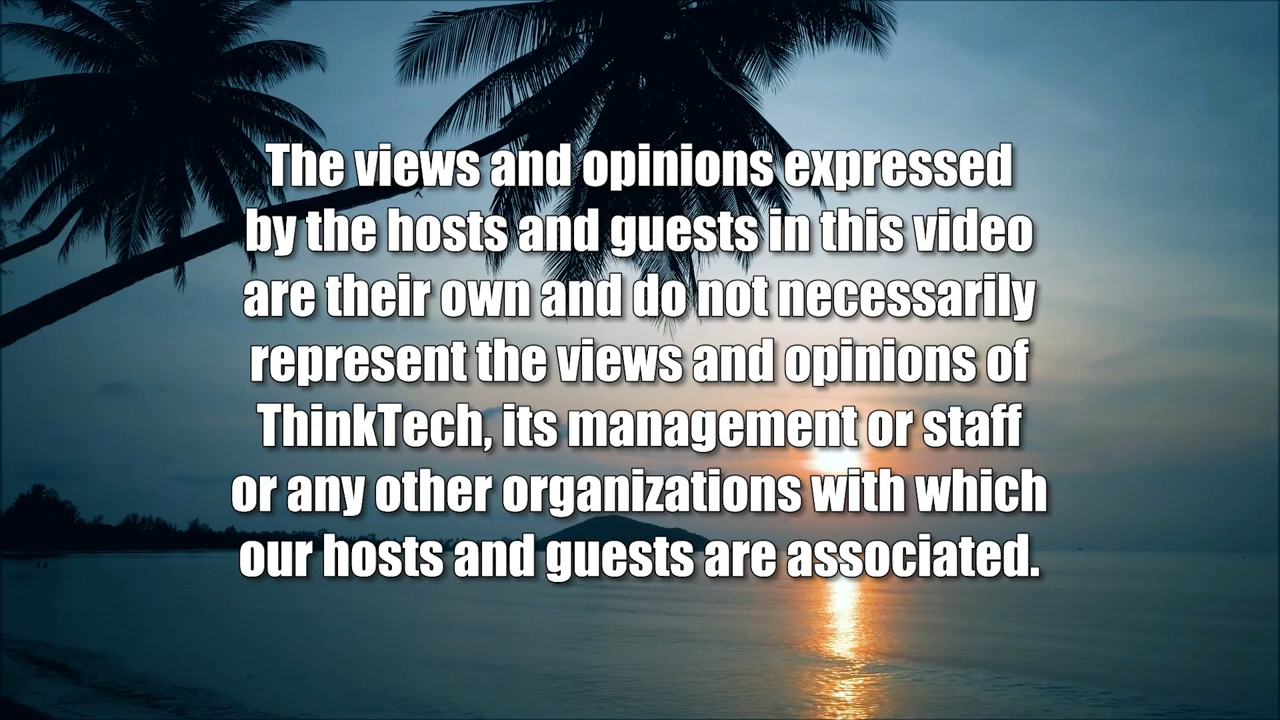 The views and opinions expressed
by the hosts and guests in this video
are their own and do not necessarily
represent the views and opinions of
ThinkTech, its management or staff
or any other organizations with which
our hosts and guests are associated.